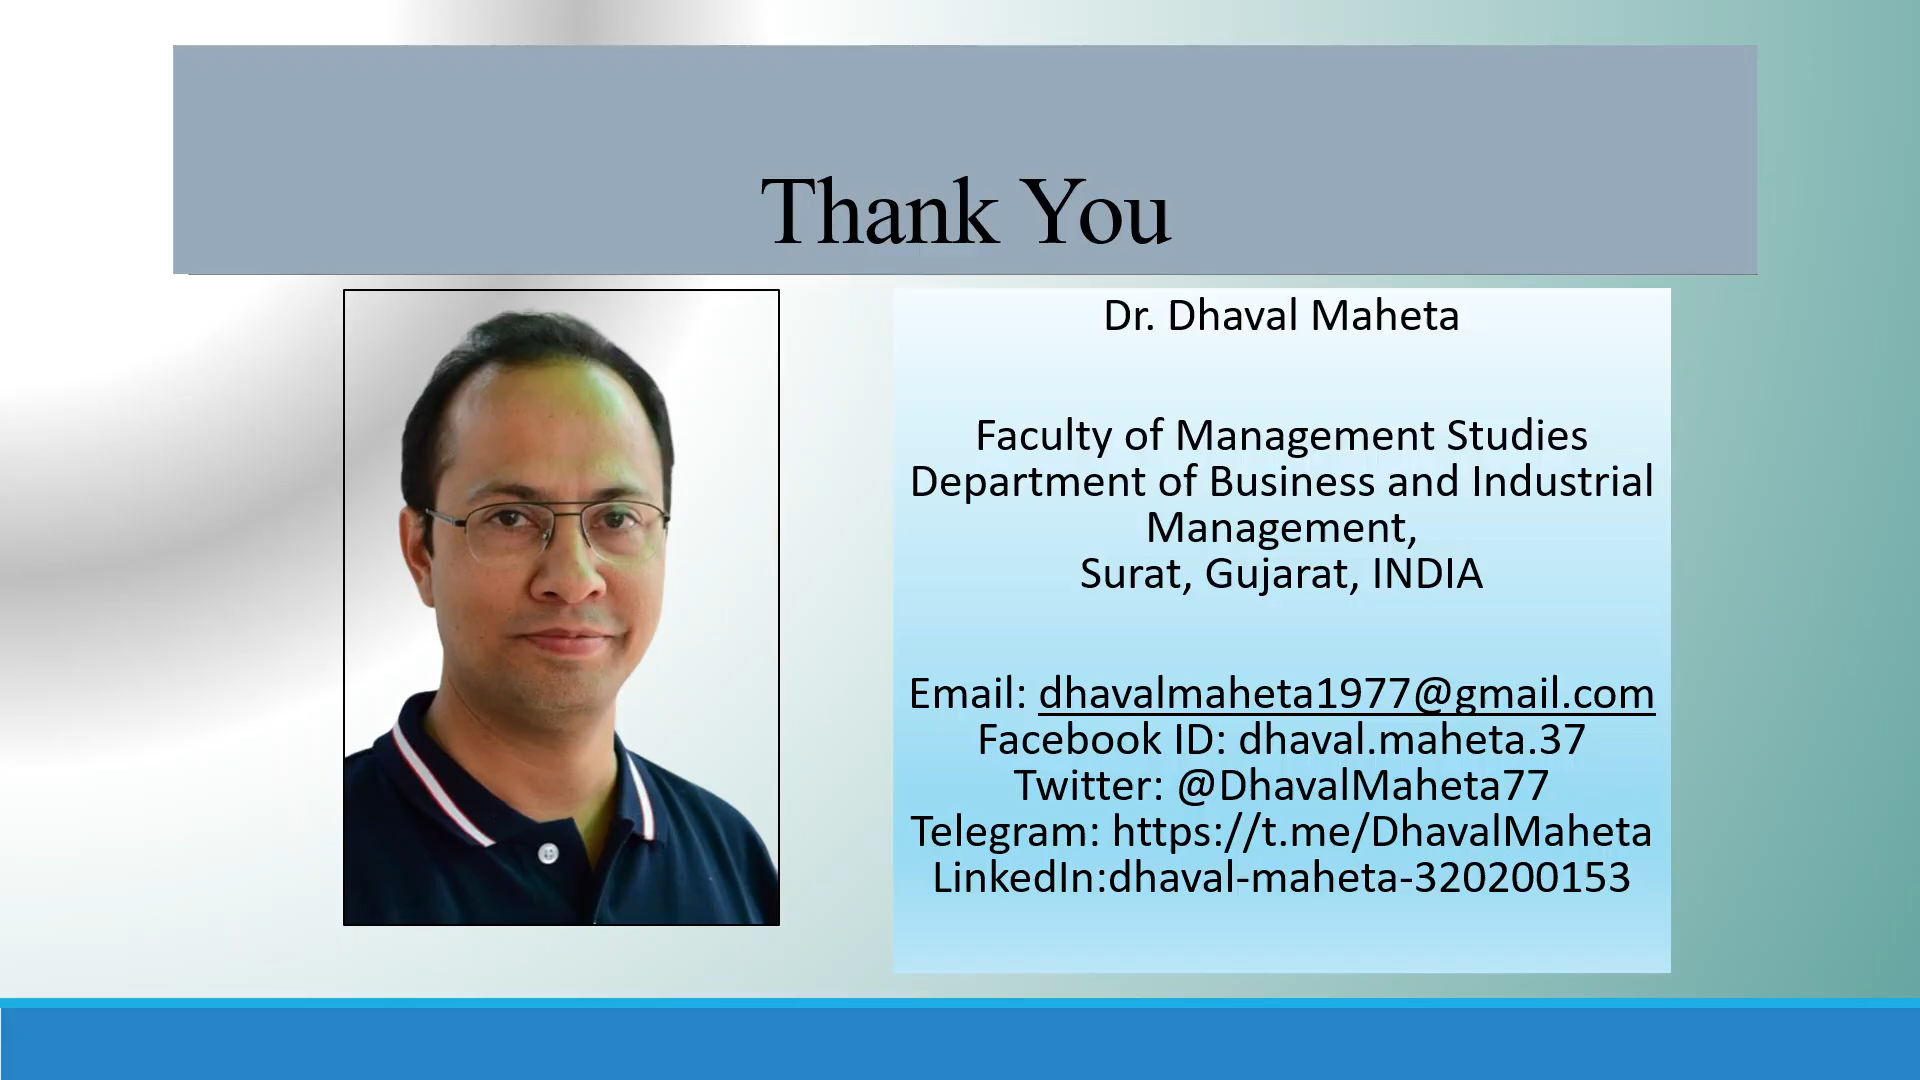 Thank You
Dr. Dhaval Maheta
Faculty of Management Studies
Department of Business and Industrial
Management,
Surat, Gujarat, INDIA
Email: dhavalmaheta1977@gmail.com
Facebook ID: dhaval.maheta.37
Twitter: @DhavalMaheta77
Telegram: https://t.me/DhavalMaheta
LinkedIn:dhaval-maheta-320200153